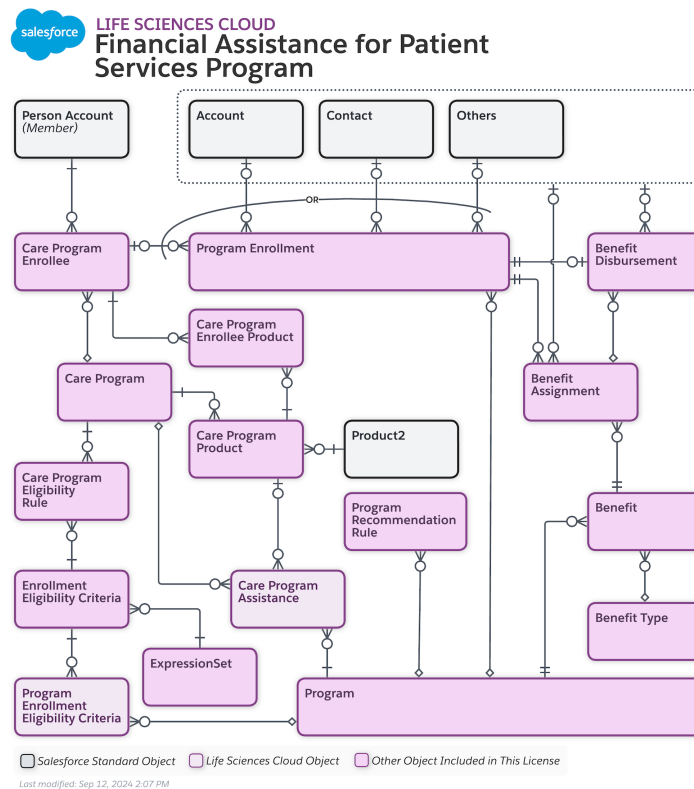 salesforce
LIFE SCIENCES CLOUD
Financial Assistance for Patient
Services Program
Person Account
(Member)
Account
Contact
Others
OR
Care Program
Enrollee
Program Enrollment
Benefit
Disbursement
Care Program
Enrollee Product
Care Program
Benefit
Assignment
Care Program
Product
Product2
Care Program
Eligibility
Rule
Program
Recommendation
Rule
Benefit
Enrollment
Eligibility Criteria
Care Program
Assistance
Benefit Type
ExpressionSet
Program
Enrollment
Eligibility Criteria
Program
Salesforce Standard Object
Life Sciences Cloud Object
Other Object Included in This License
Last modified: Sep 12, 2024 2:07 PM